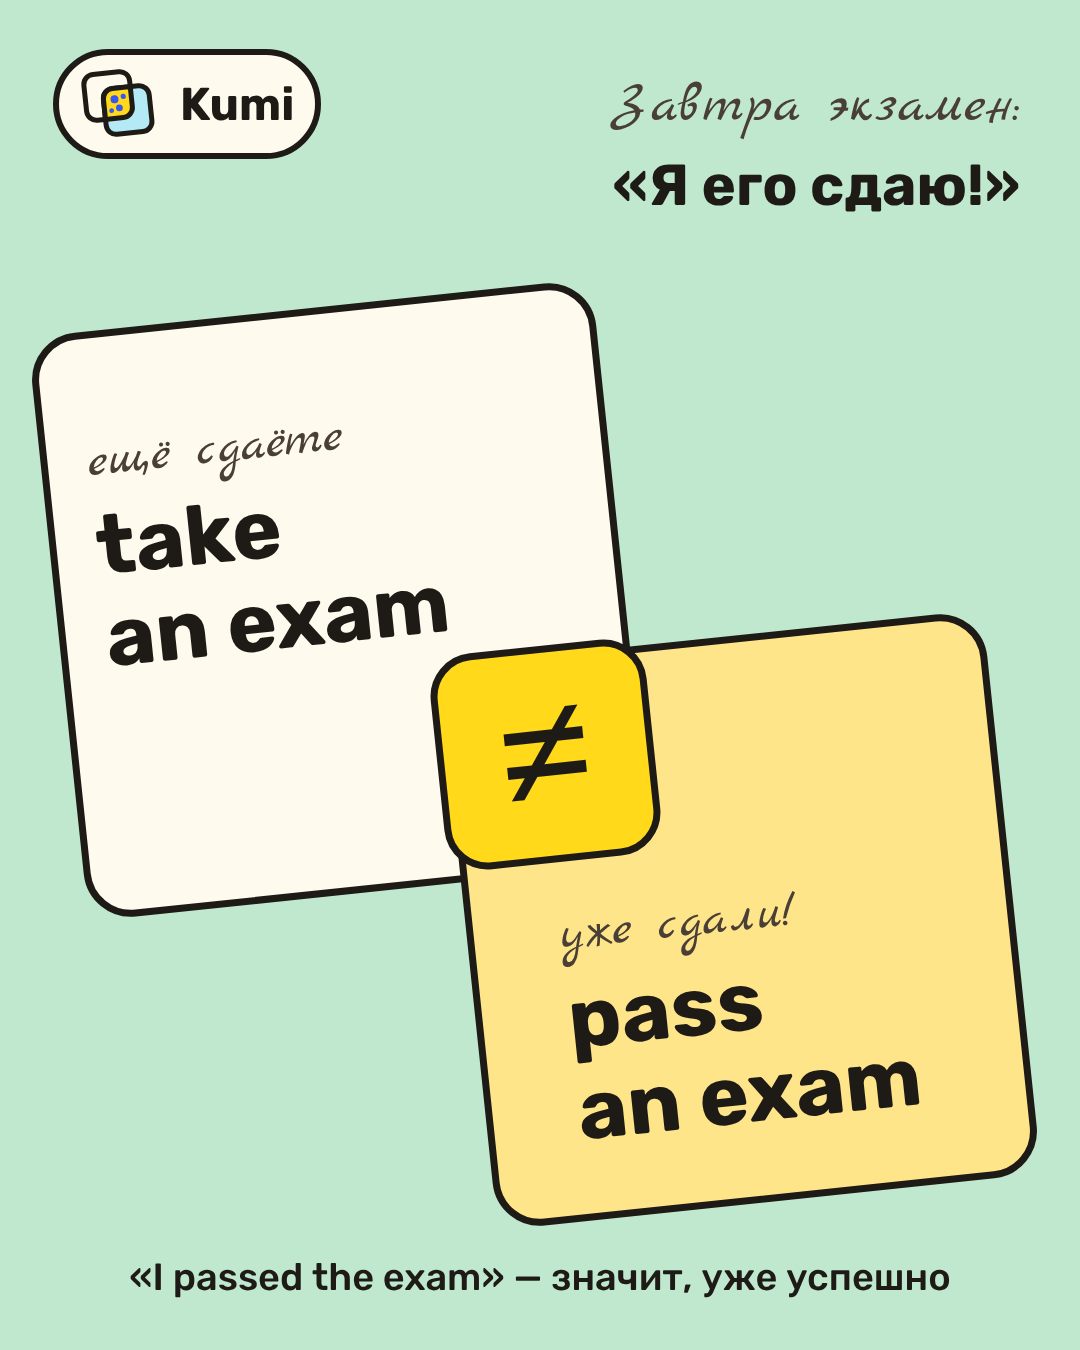 Kumi
Завтра экзамен:
«Я его сдаю!»
ещё сдаёте
take
an exam
≠
уже сдали!
pass
an exam
«I passed the exam» — значит, уже успешно